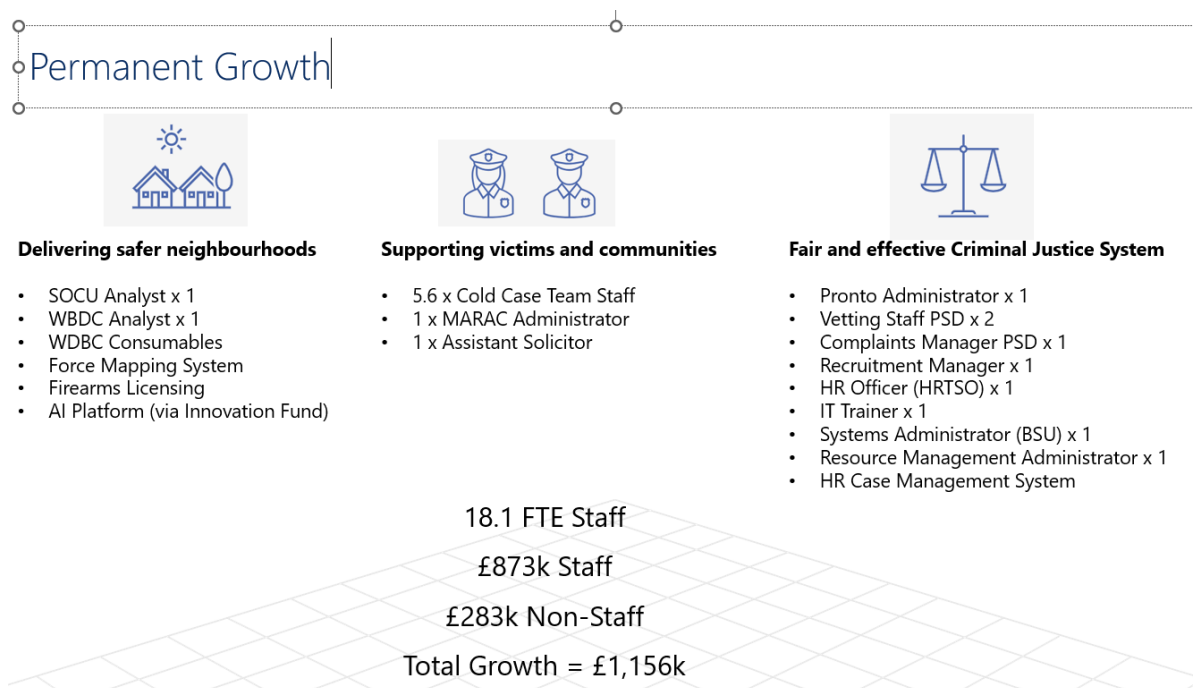 Permanent Growth
Delivering safer neighbourhoods
• SOCU Analyst x 1
• WBDC Analyst x 1
• WDBC Consumables
• Force Mapping System
• Firearms Licensing
• AI Platform (via Innovation Fund)
Supporting victims and communities
• 5.6 x Cold Case Team Staff
• 1 x MARAC Administrator
• 1 x Assistant Solicitor
Fair and effective Criminal Justice System
• Pronto Administrator x 1
• Vetting Staff PSD x 2
• Complaints Manager PSD x 1
• Recruitment Manager x 1
• HR Officer (HRTSO) x 1
• IT Trainer x 1
• Systems Administrator (BSU) x 1
• Resource Management Administrator x 1
• HR Case Management System
18.1 FTE Staff
£873k Staff
£283k Non-Staff
Total Growth = £1,156k